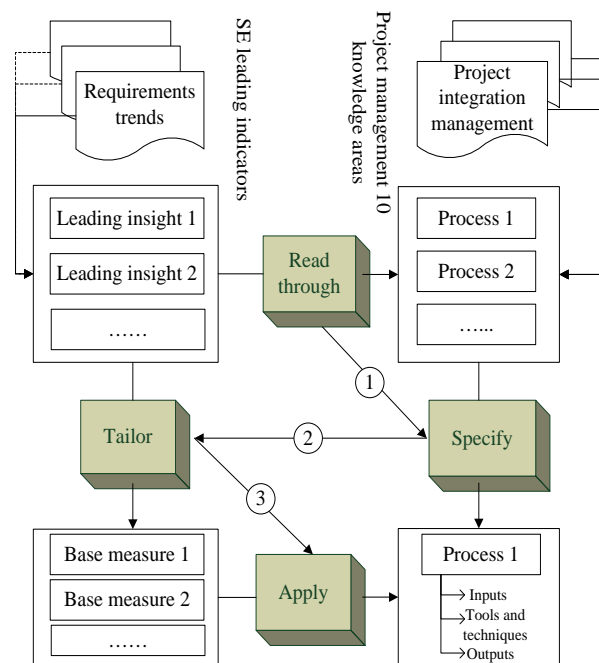 Requirements
trends
SE leading indicators
Project management 10
knowledge areas
Project
integration
management
Leading insight 1
Leading insight 2
……
Read
through
Process 1
Process 2
…...
1
Tailor
2
Specify
3
Base measure 1
Base measure 2
……
Apply
Process 1
Inputs
Tools and
techniques
Outputs